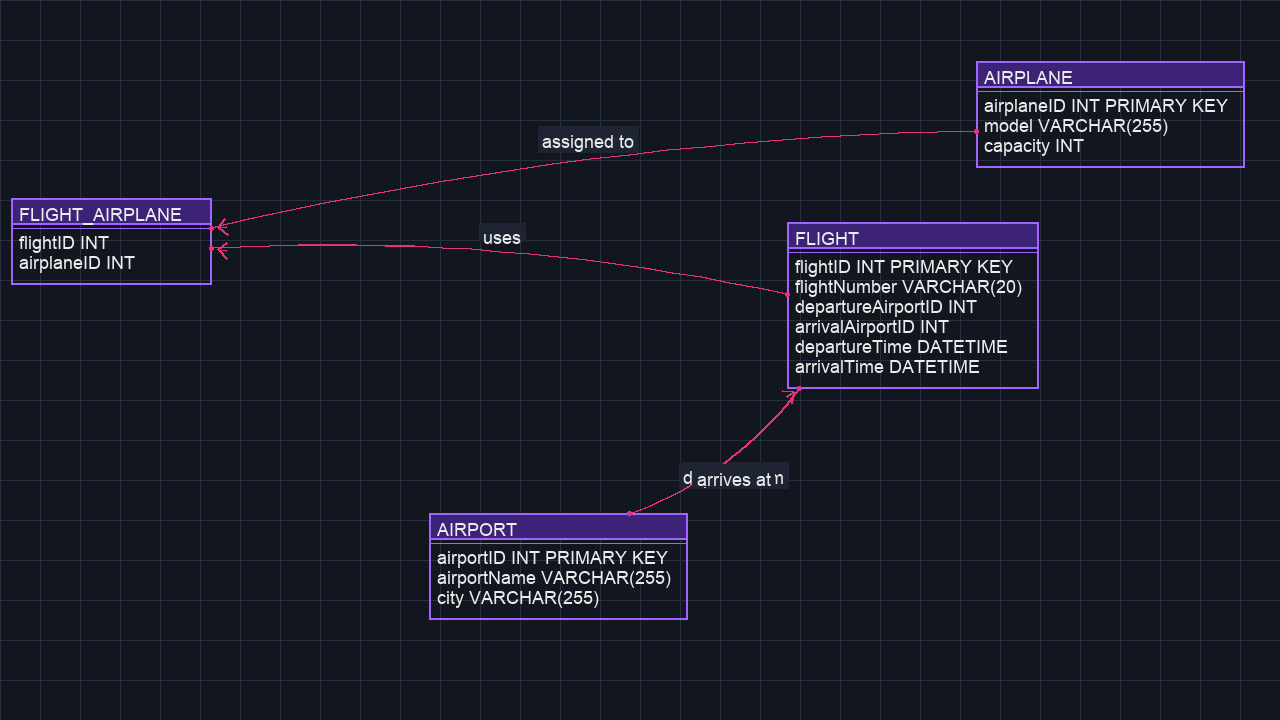 AIRPLANE
airplaneID INT PRIMARY KEY
model VARCHAR(255)
capacity INT
assigned to
FLIGHT_AIRPLANE
flightID INT
airplaneID INT
uses
FLIGHT
flightID INT PRIMARY KEY
flightNumber VARCHAR(20)
departureAirportID INT
arrivalAirportID INT
departureTime DATETIME
arrivalTime DATETIME
arrives at
AIRPORT
airportID INT PRIMARY KEY
airportName VARCHAR(255)
city VARCHAR(255)